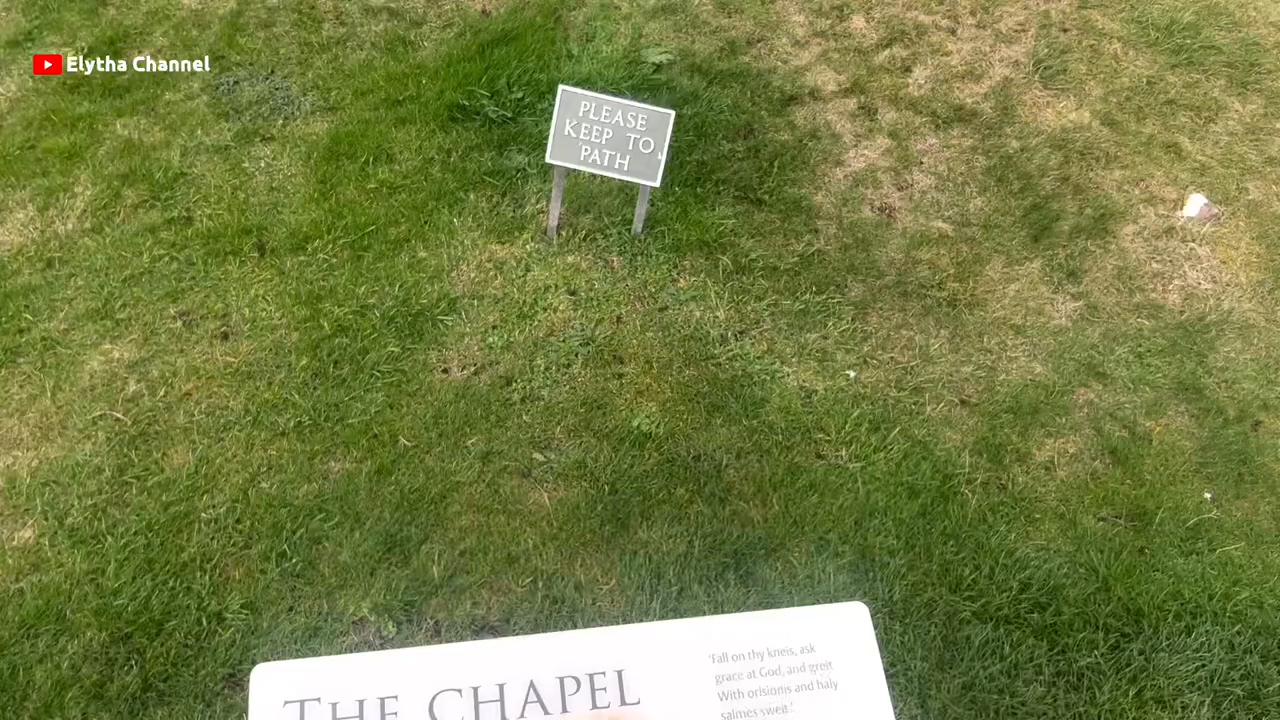 Elytha Channel
PLEASE
KEEP TO
PATH
THE CHAPEL
'Fall on thy kneis, ask
grace at God, and greit
With orisionis and haly
salmes sweit.'